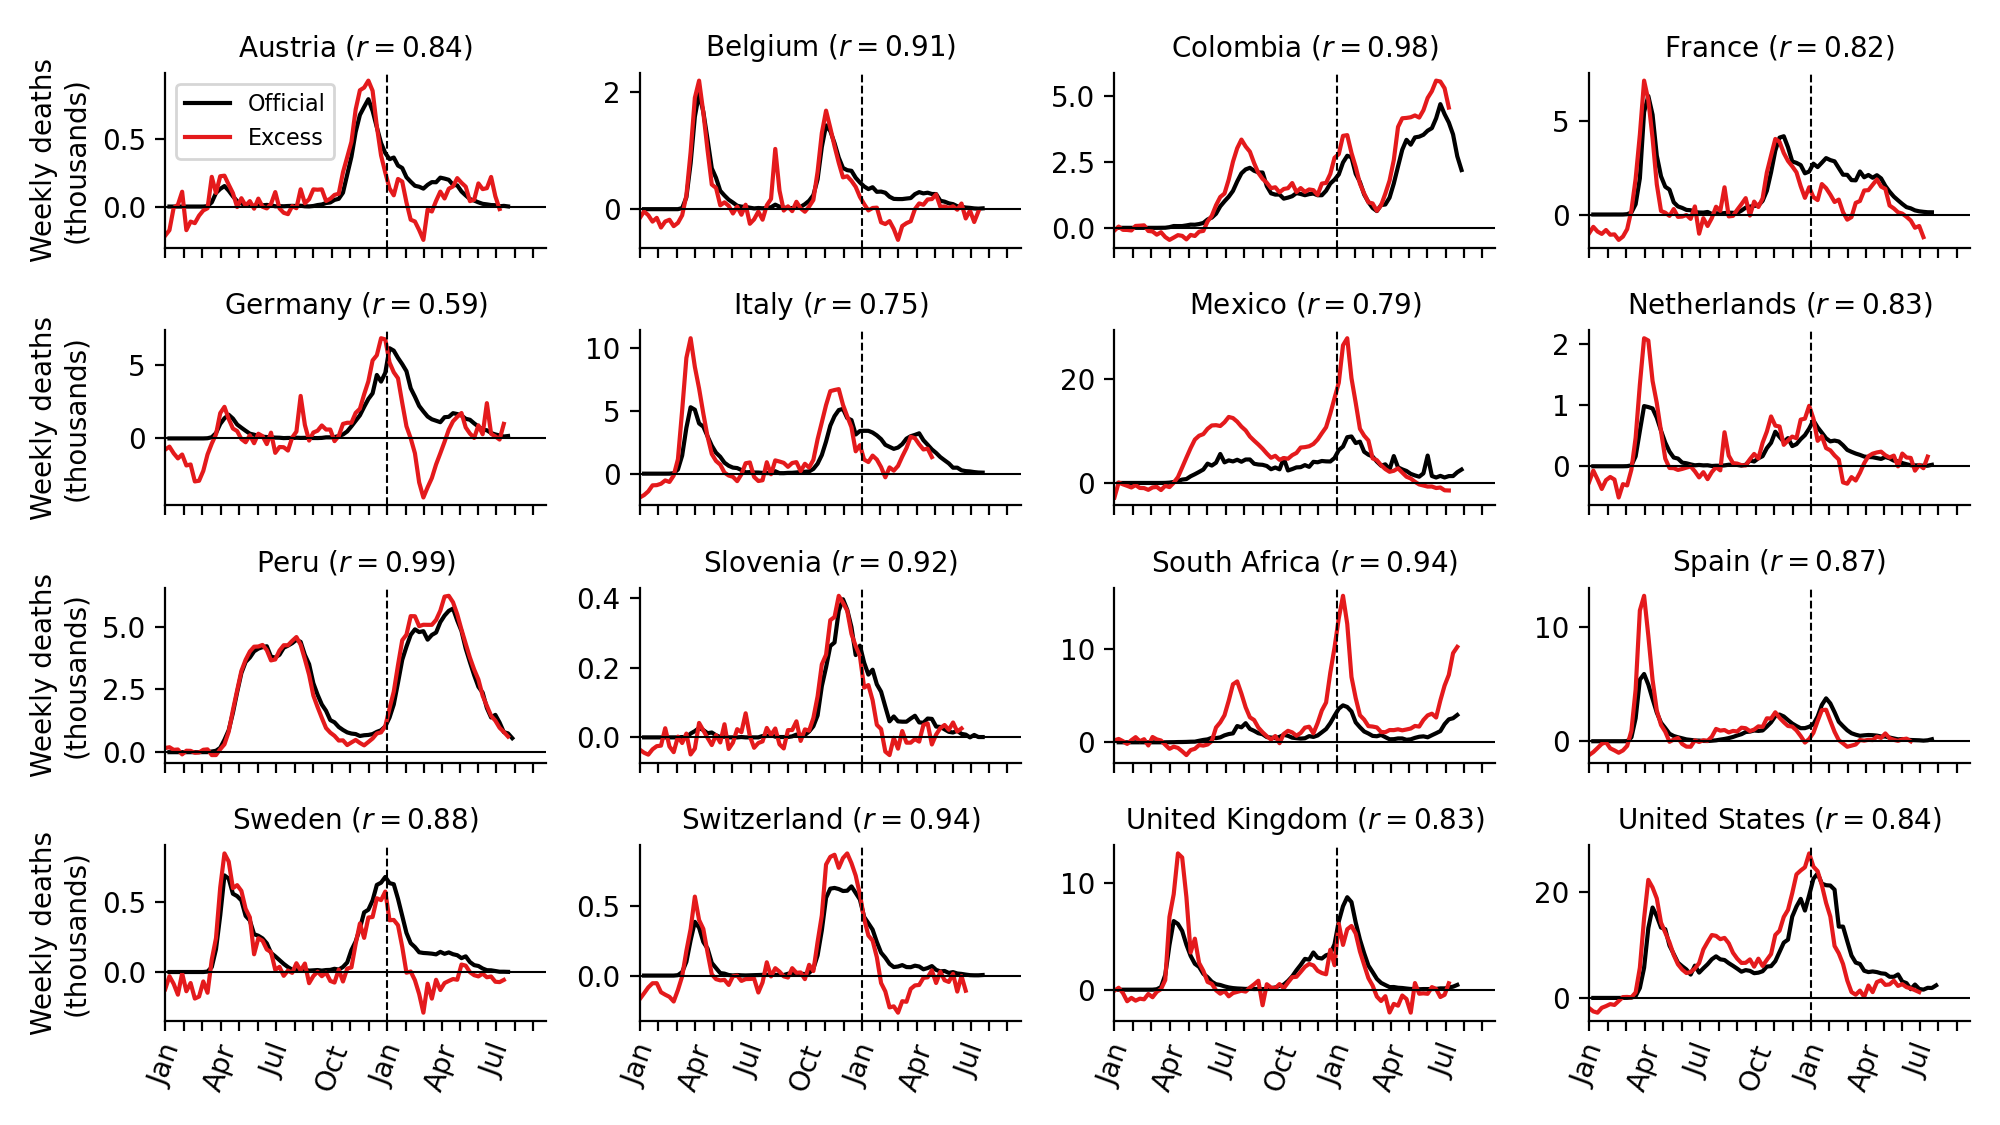 Austria (r = 0.84)
Belgium (r = 0.91)
Colombia (r = 0.98)
France (r = 0.82)
Weekly deaths
(thousands)
Official
Excess
0.5
0.0
2
0
5.0
2.5
0.0
5
0
Germany (r = 0.59)
Italy (r = 0.75)
Mexico (r = 0.79)
Netherlands (r = 0.83)
Weekly deaths
(thousands)
5
0
10
5
0
20
0
2
1
0
Peru (r = 0.99)
Slovenia (r = 0.92)
South Africa (r = 0.94)
Spain (r = 0.87)
Weekly deaths
(thousands)
5.0
2.5
0.0
0.4
0.2
0.0
10
0
10
0
Sweden (r = 0.88)
Switzerland (r = 0.94)
United Kingdom (r = 0.83)
United States (r = 0.84)
Weekly deaths
(thousands)
0.5
0.0
0.5
0.0
10
0
20
0
Jan Apr Jul Oct Jan Apr Jul
Jan Apr Jul Oct Jan Apr Jul
Jan Apr Jul Oct Jan Apr Jul
Jan Apr Jul Oct Jan Apr Jul